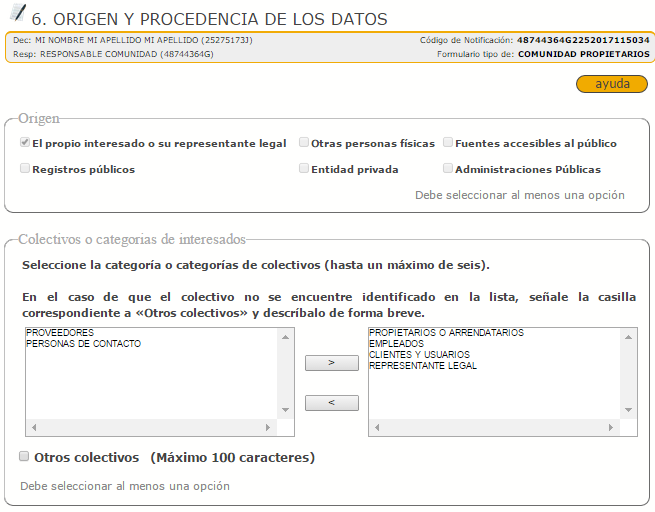 6. ORIGEN Y PROCEDENCIA DE LOS DATOS
Dec: MI NOMBRE MI APELLIDO MI APELLIDO (25275173J)
Código de Notificación: 48744364G2252017115034
Resp: RESPONSABLE COMUNIDAD (48744364G)
Formulario tipo de: COMUNIDAD PROPIETARIOS
ayuda
Origen
El propio interesado o su representante legal
Otras personas físicas
Fuentes accesibles al público
Registros públicos
Entidad privada
Administraciones Públicas
Debe seleccionar al menos una opción
Colectivos o categorias de interesados
Seleccione la categoría o categorías de colectivos (hasta un máximo de seis).
En el caso de que el colectivo no se encuentre identificado en la lista, señale la casilla
correspondiente a «Otros colectivos» y descríbalo de forma breve.
PROVEEDORES
PERSONAS DE CONTACTO
>
<
PROPIETARIOS O ARRENDATARIOS
EMPLEADOS
CLIENTES Y USUARIOS
REPRESENTANTE LEGAL
Otros colectivos (Máximo 100 caracteres)
Debe seleccionar al menos una opción